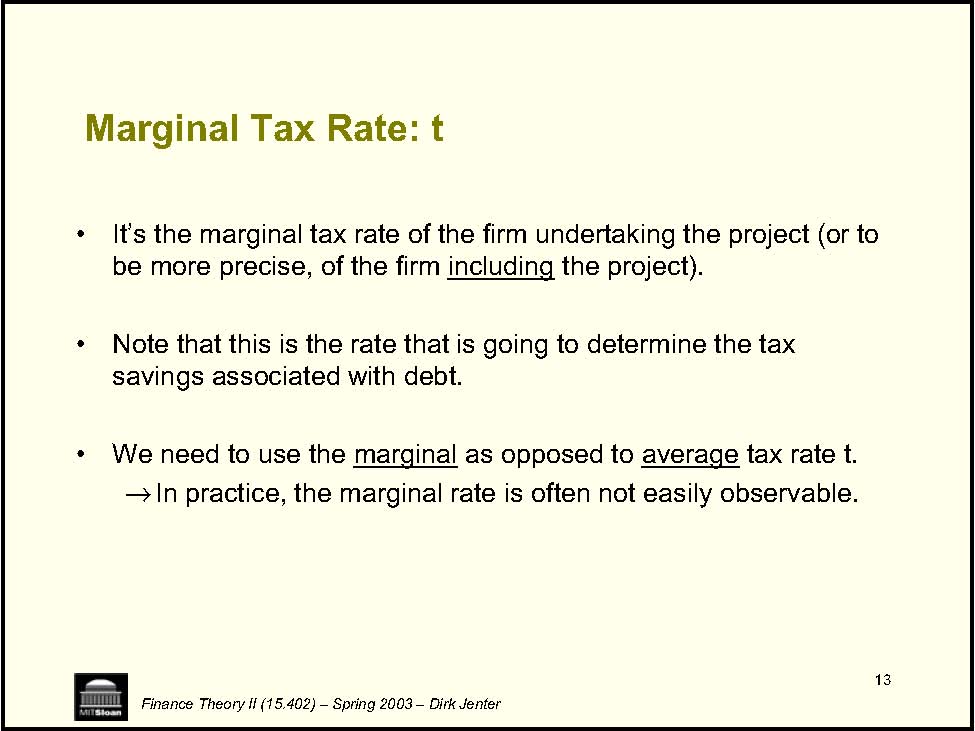 Marginal Tax Rate: t
• It’s the marginal tax rate of the firm undertaking the project (or to
be more precise, of the firm including the project).
• Note that this is the rate that is going to determine the tax
savings associated with debt.
• We need to use the marginal as opposed to average tax rate t.
→ In practice, the marginal rate is often not easily observable.
13
MITSloan
Finance Theory II (15.402) – Spring 2003 – Dirk Jenter